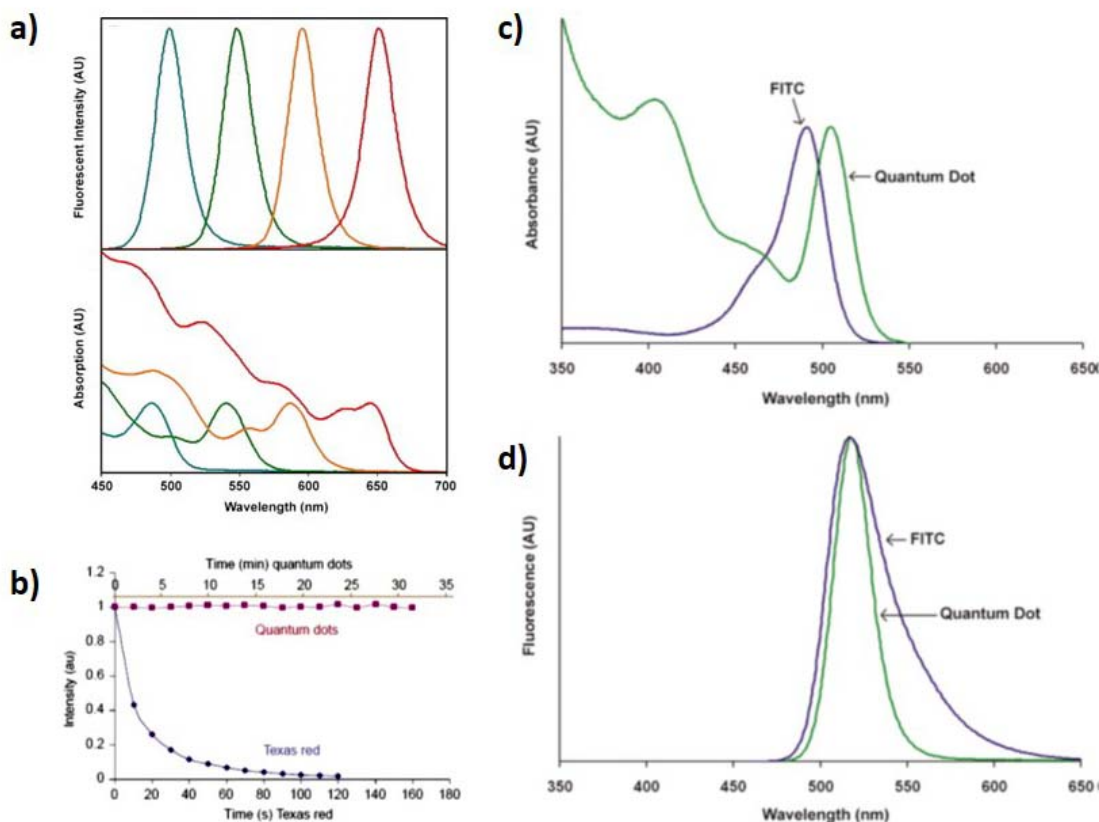 a)
Fluorescent Intensity (AU)
Absorption (AU)
450 500 550 600 650 700
Wavelength (nm)
b)
Time (min) quantum dots
0 5 10 15 20 25 30 35
1.2
1
0.8
0.6
0.4
0.2
0
Intensity (au)
Quantum dots
Texas red
0 20 40 60 80 100 120 140 160 180
Time (s) Texas red
c)
FITC
Quantum Dot
Absorbance (AU)
350 400 450 500 550 600 6500
Wavelength (nm)
d)
FITC
Quantum Dot
Fluorescence (AU)
350 400 450 500 550 600 650
Wavelength (nm)